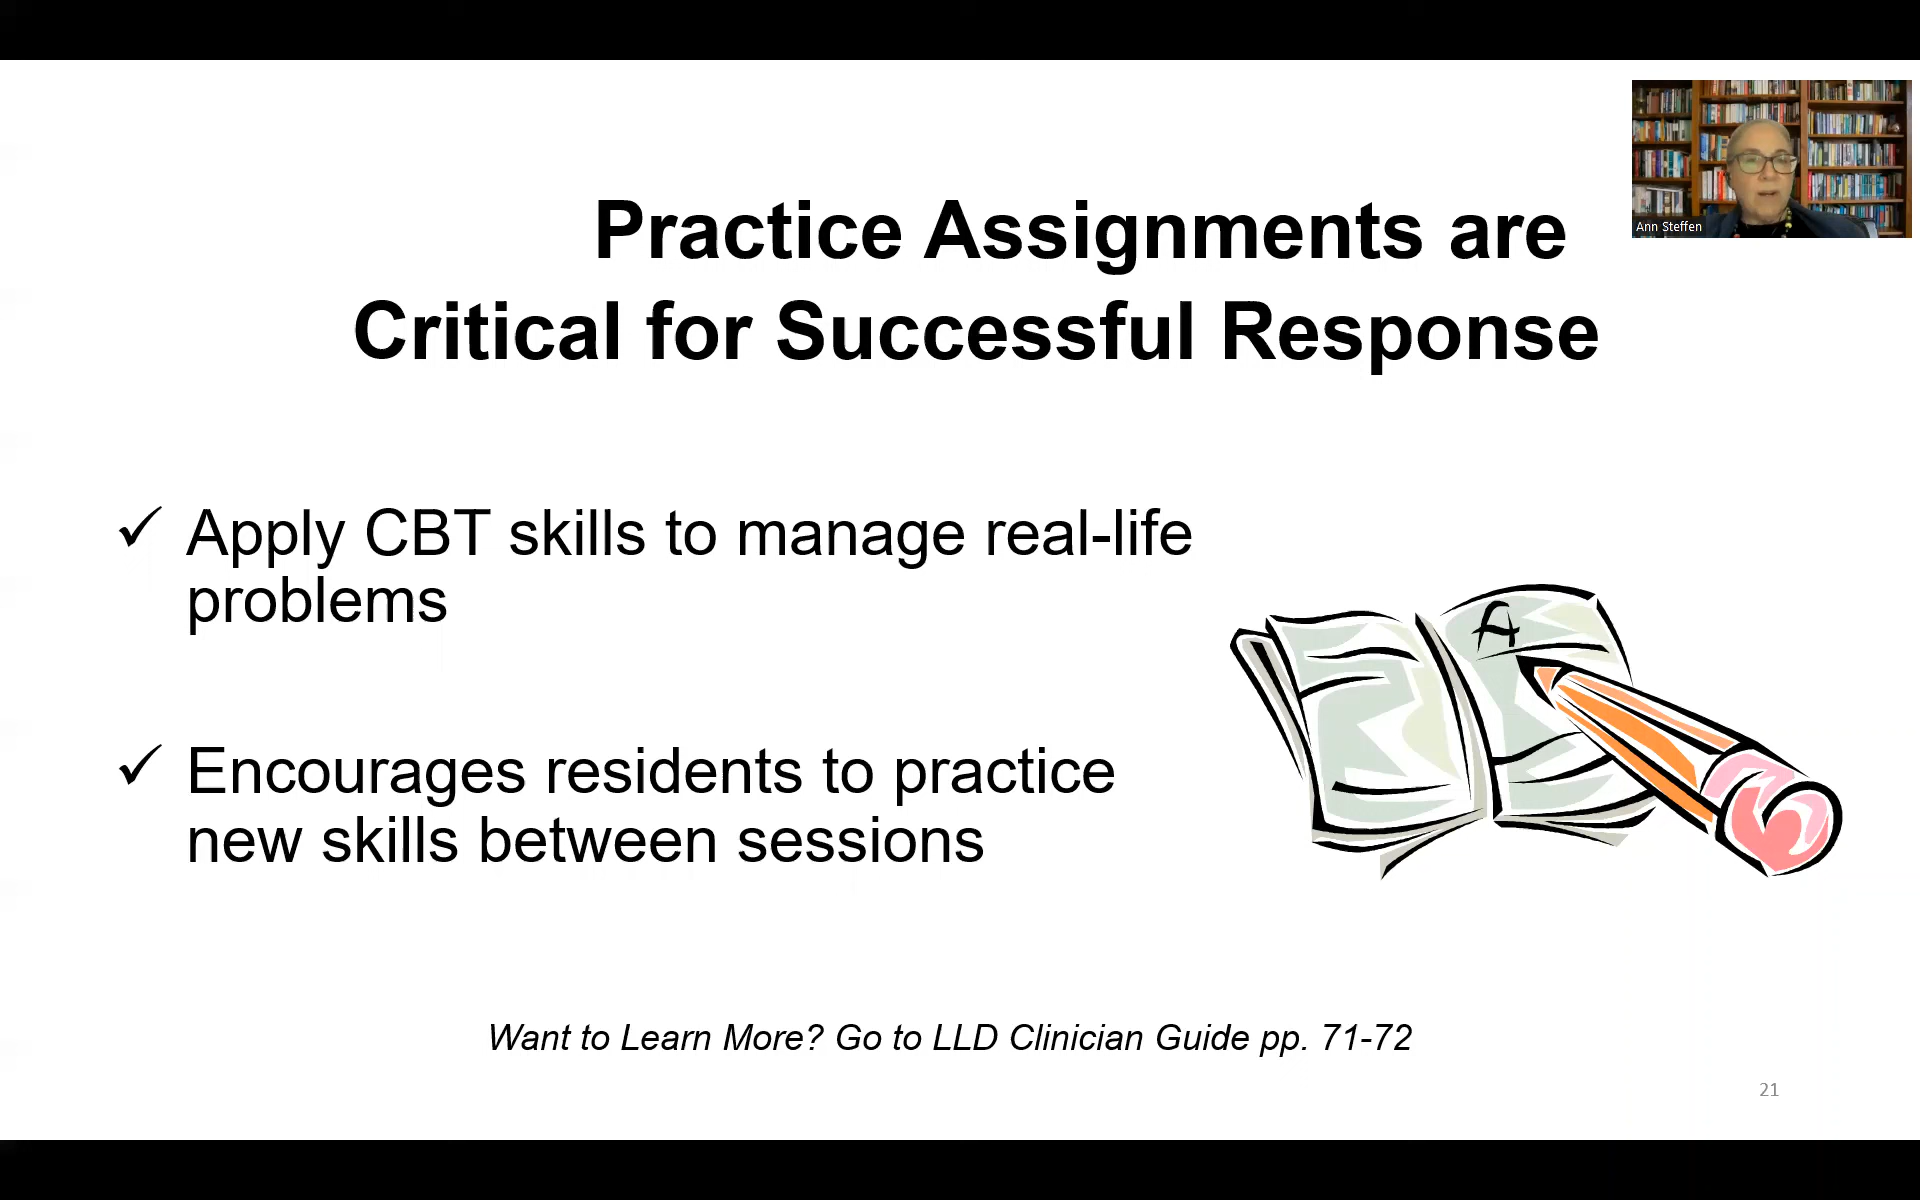 Practice Assignments are
Critical for Successful Response
Ann Steffen
✓ Apply CBT skills to manage real-life
problems
A
✓ Encourages residents to practice
new skills between sessions
Want to Learn More? Go to LLD Clinician Guide pp. 71-72
21